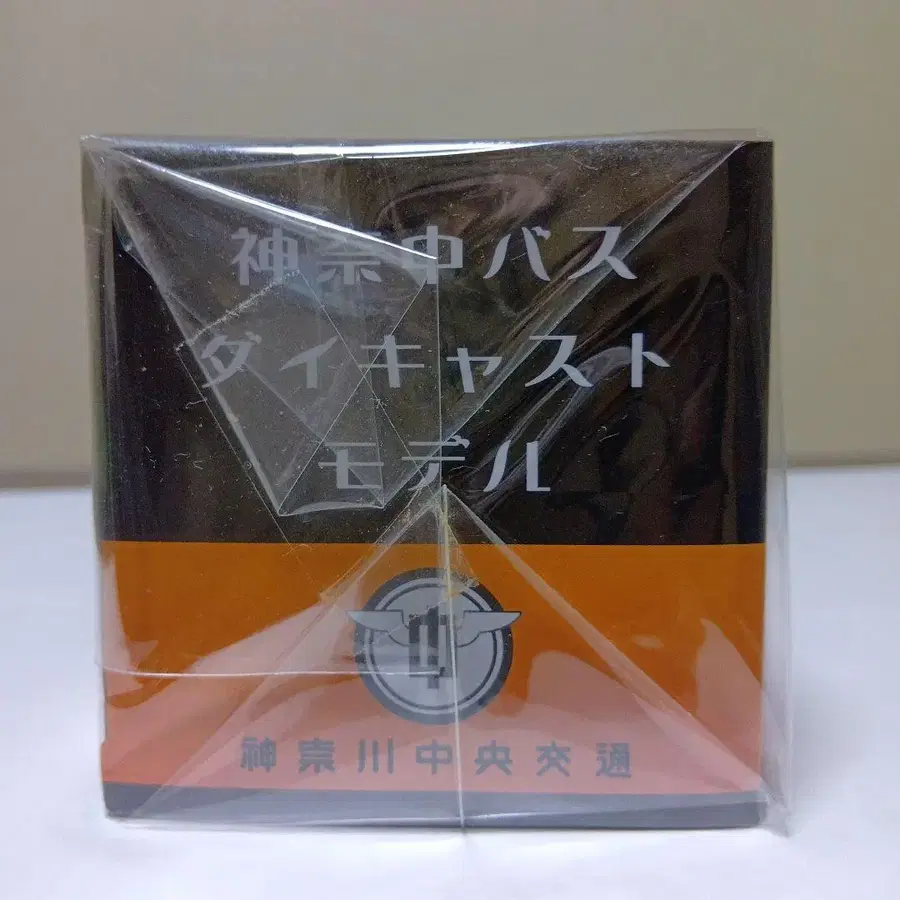 神奈中バス
ダイキャスト
モデル
神奈川中央交通